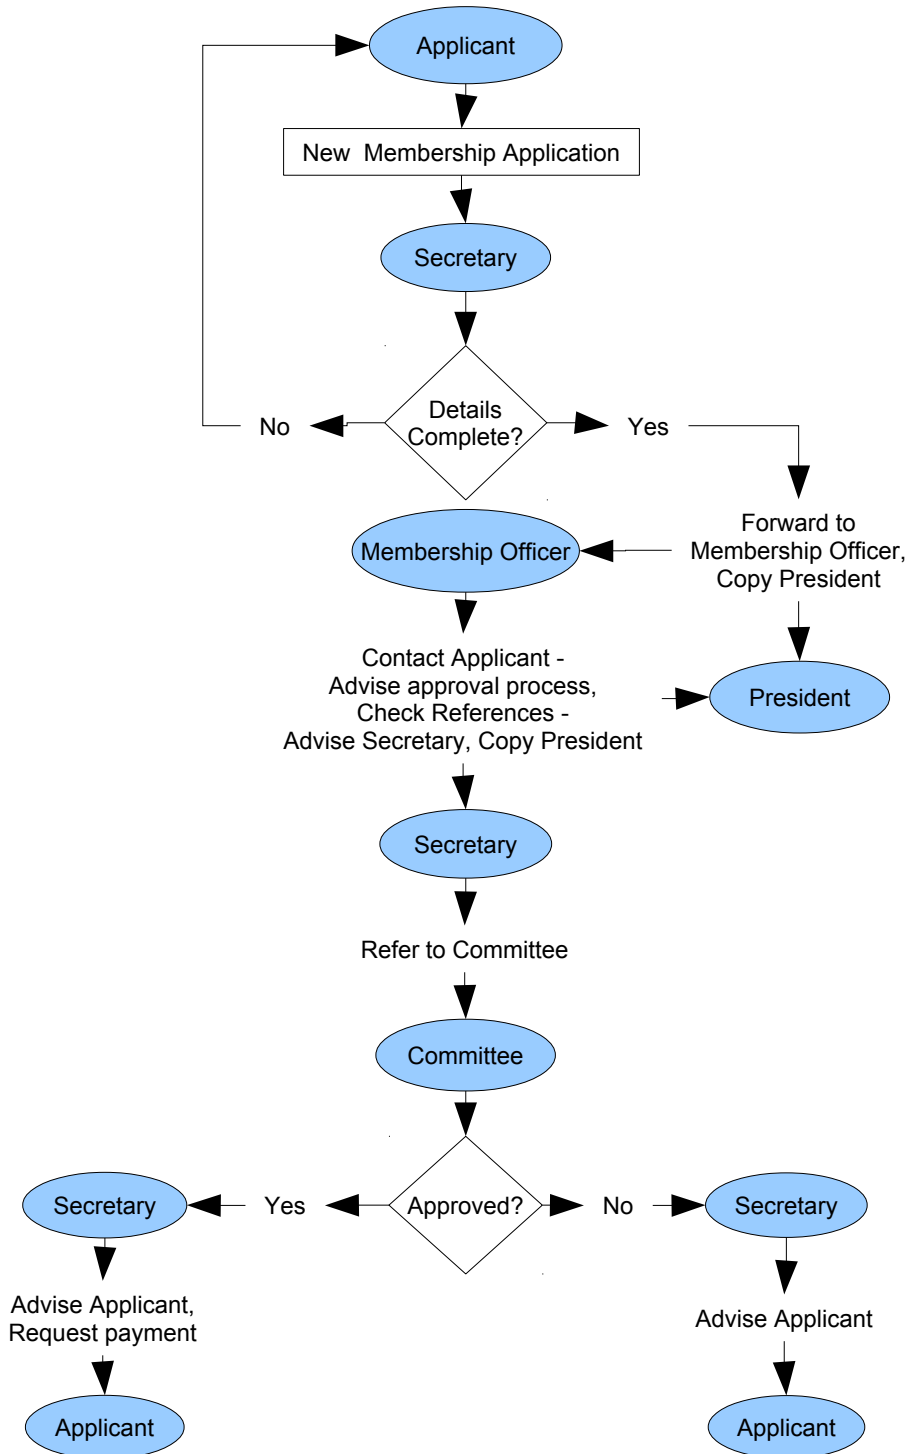 Applicant
New  Membership Application
Secretary
Details
Complete?
No
Yes
Forward to
Membership Officer,
Copy President
Membership Officer
Contact Applicant -
Advise approval process,
Check References -
Advise Secretary, Copy President
President
Secretary
Refer to Committee
Committee
Approved?
Yes
No
Secretary
Secretary
Advise Applicant,
Request payment
Advise Applicant
Applicant
Applicant